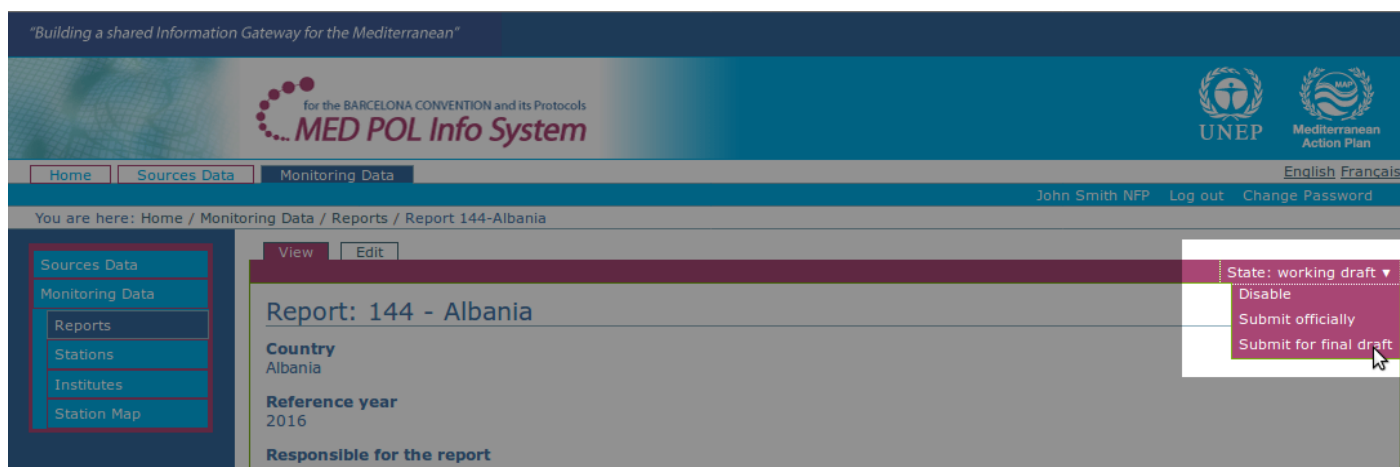 “Building a shared Information Gateway for the Mediterranean”
for the BARCELONA CONVENTION and its Protocols
MED POL Info System
UNEP
MAP
Mediterranean
Action Plan
Home Sources Data Monitoring Data
English Français
John Smith NFP Log out Change Password
You are here: Home / Monitoring Data / Reports / Report 144-Albania
Sources Data
Monitoring Data
Reports
Stations
Institutes
Station Map
View Edit
State: working draft ▼
Disable
Submit officially
Submit for final draft
Report: 144 - Albania
Country
Albania
Reference year
2016
Responsible for the report